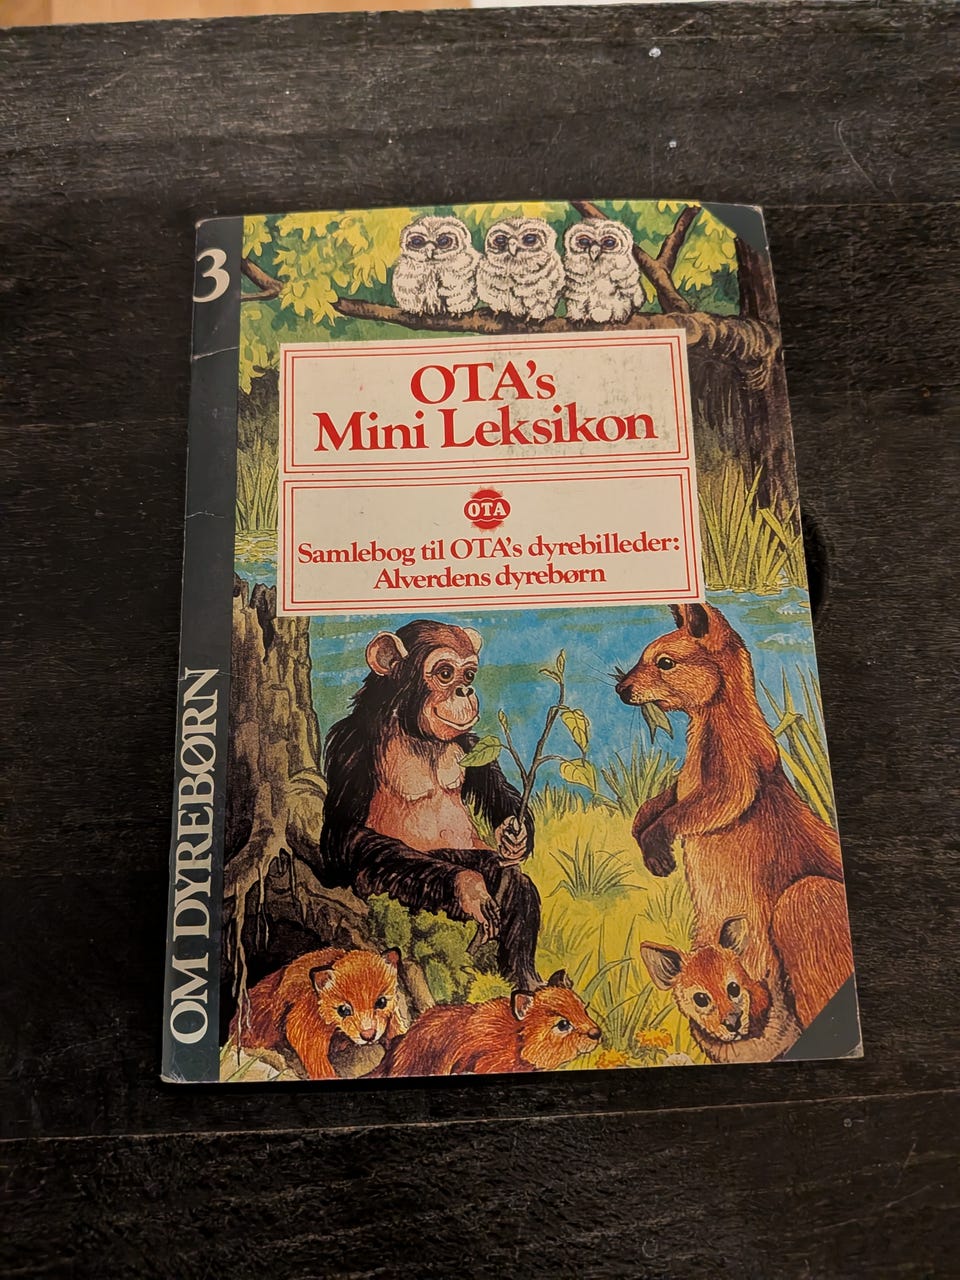 3
OTA's
Mini Leksikon
OTA
Samlebog til OTA's dyrebilleder:
Alverdens dyrebørn
OM DYREBØRN